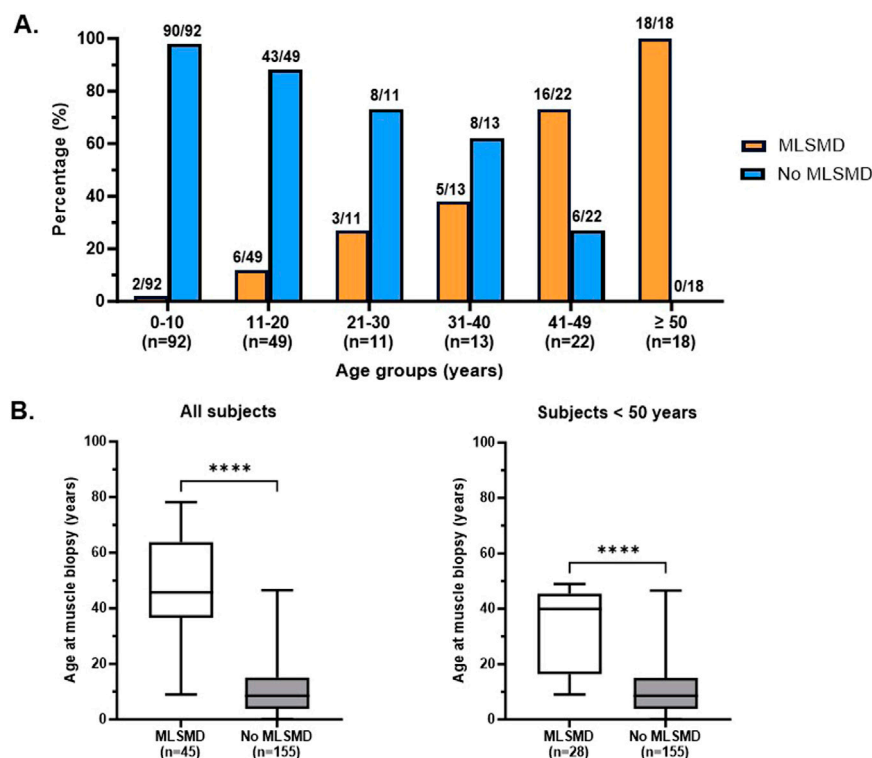 A.
90/92
43/49
8/11
8/13
16/22
18/18
2/92
6/49
3/11
5/13
6/22
0/18
100
80
60
40
20
0
Percentage (%)
MLSMD
No MLSMD
0-10 11-20 21-30 31-40 41-49 ≥ 50
(n=92) (n=49) (n=11) (n=13) (n=22) (n=18)
Age groups (years)
B.
All subjects
100
80
60
40
20
0
Age at muscle biopsy (years)
****
MLSMD No MLSMD
(n=45) (n=155)
Subjects < 50 years
100
80
60
40
20
0
Age at muscle biopsy (years)
****
MLSMD No MLSMD
(n=28) (n=155)